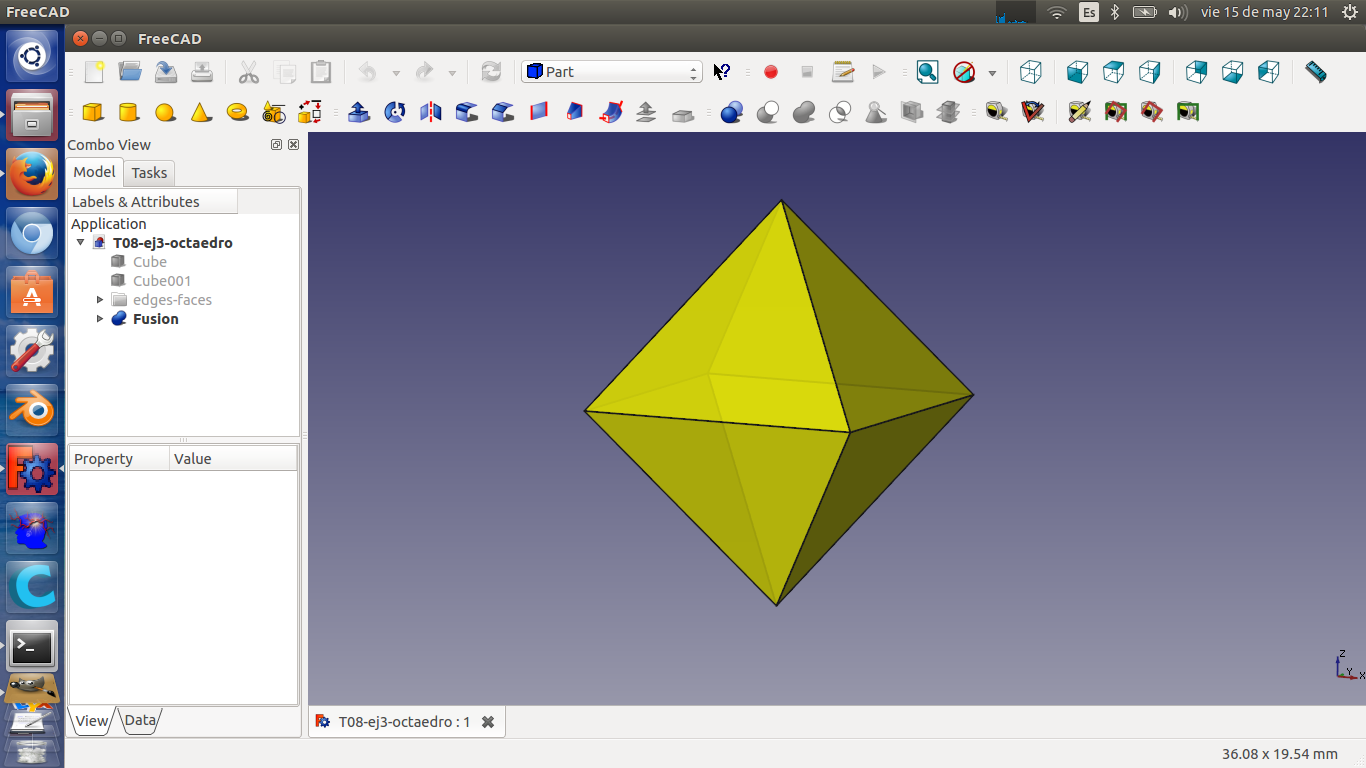 FreeCAD
Es
vie 15 de may 22:11
FreeCAD
Part
Combo View
Model
Tasks
Labels & Attributes
Application
T08-ej3-octaedro
Cube
Cube001
edges-faces
Fusion
Property
Value
View
Data
Z
Y
X
T08-ej3-octaedro : 1
36.08 x 19.54 mm